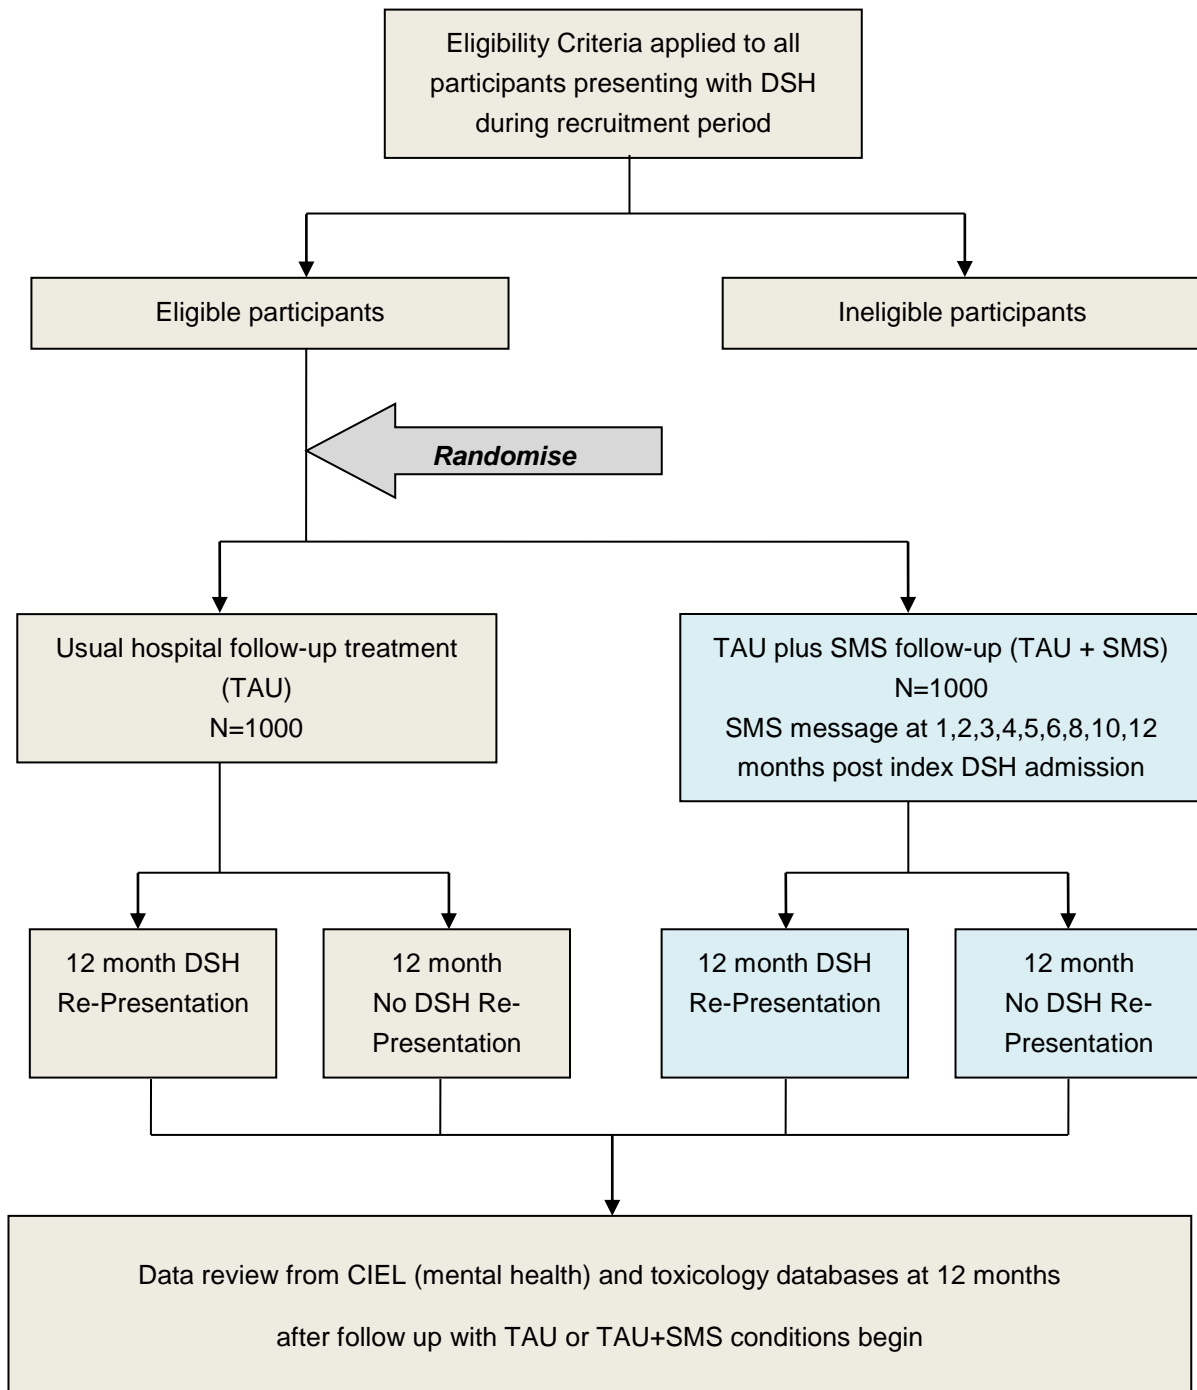 Eligibility Criteria applied to all
participants presenting with DSH
during recruitment period
Eligible participants
Ineligible participants
Randomise
Usual hospital follow-up treatment
(TAU)
N=1000
TAU plus SMS follow-up (TAU + SMS)
N=1000
SMS message at 1,2,3,4,5,6,8,10,12
months post index DSH admission
12 month DSH
Re-Presentation
12 month
No DSH Re-
Presentation
12 month DSH
Re-Presentation
12 month
No DSH Re-
Presentation
Data review from CIEL (mental health) and toxicology databases at 12 months
after follow up with TAU or TAU+SMS conditions begin